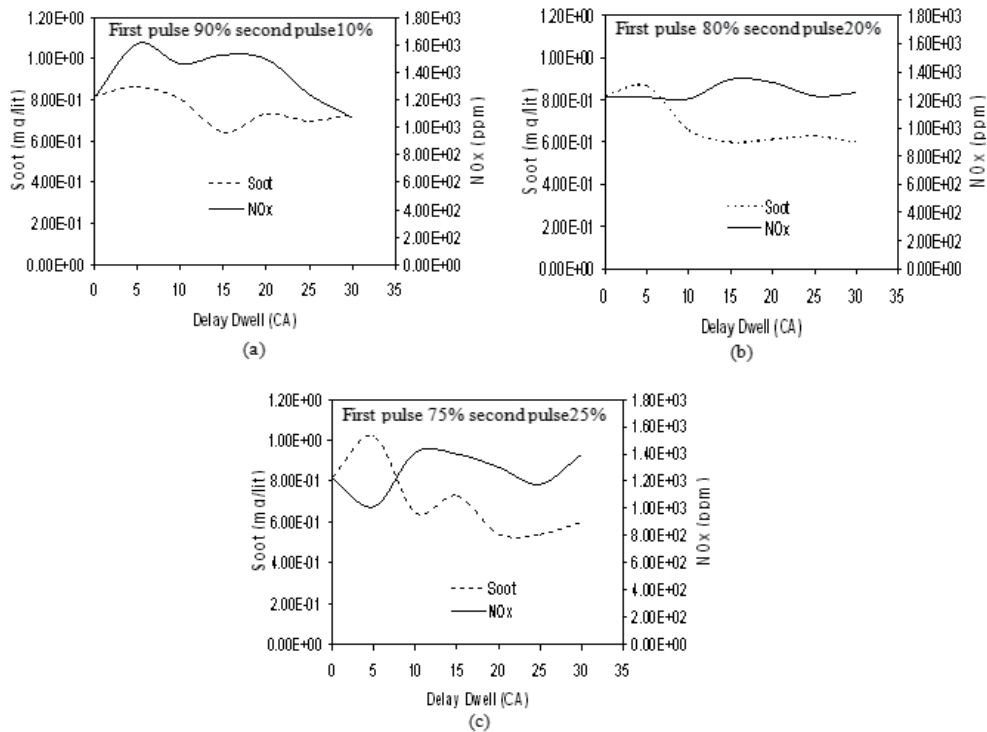 First pulse 90% second pulse10%
1.20E+00
1.00E+00
8.00E-01
6.00E-01
4.00E-01
2.00E-01
0.00E+00
Soot (mg/lit)
1.80E+03
1.60E+03
1.40E+03
1.20E+03
1.00E+03
8.00E+02
6.00E+02
4.00E+02
2.00E+02
0.00E+00
NOx (ppm)
Soot
NOx
0 5 10 15 20 25 30 35
Delay Dwell (CA)
(a)
First pulse 80% second pulse20%
1.20E+00
1.00E+00
8.00E-01
6.00E-01
4.00E-01
2.00E-01
0.00E+00
Soot (mg/lit)
1.80E+03
1.60E+03
1.40E+03
1.20E+03
1.00E+03
8.00E+02
6.00E+02
4.00E+02
2.00E+02
0.00E+00
NOx (ppm)
Soot
NOx
0 5 10 15 20 25 30 35
Delay Dwell (CA)
(b)
First pulse 75% second pulse25%
1.20E+00
1.00E+00
8.00E-01
6.00E-01
4.00E-01
2.00E-01
0.00E+00
Soot (mg/lit)
1.80E+03
1.60E+03
1.40E+03
1.20E+03
1.00E+03
8.00E+02
6.00E+02
4.00E+02
2.00E+02
0.00E+00
NOx (ppm)
Soot
NOx
0 5 10 15 20 25 30 35
Delay Dwell (CA)
(c)